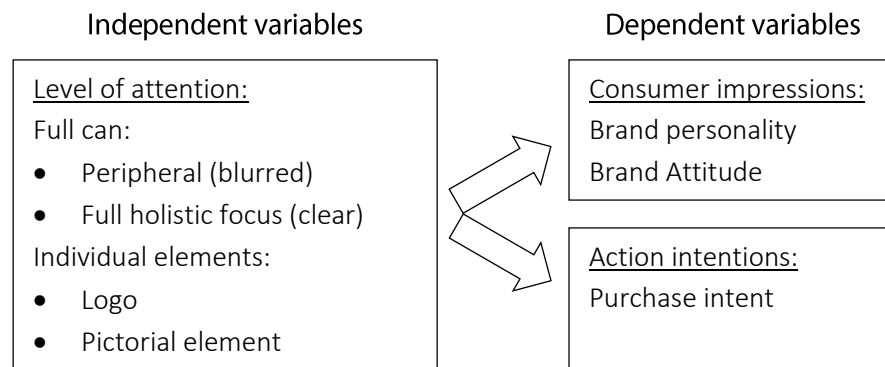 Independent variables
Level of attention:
Full can:
• Peripheral (blurred)
• Full holistic focus (clear)
Individual elements:
• Logo
• Pictorial element
Dependent variables
Consumer impressions:
Brand personality
Brand Attitude
Action intentions:
Purchase intent